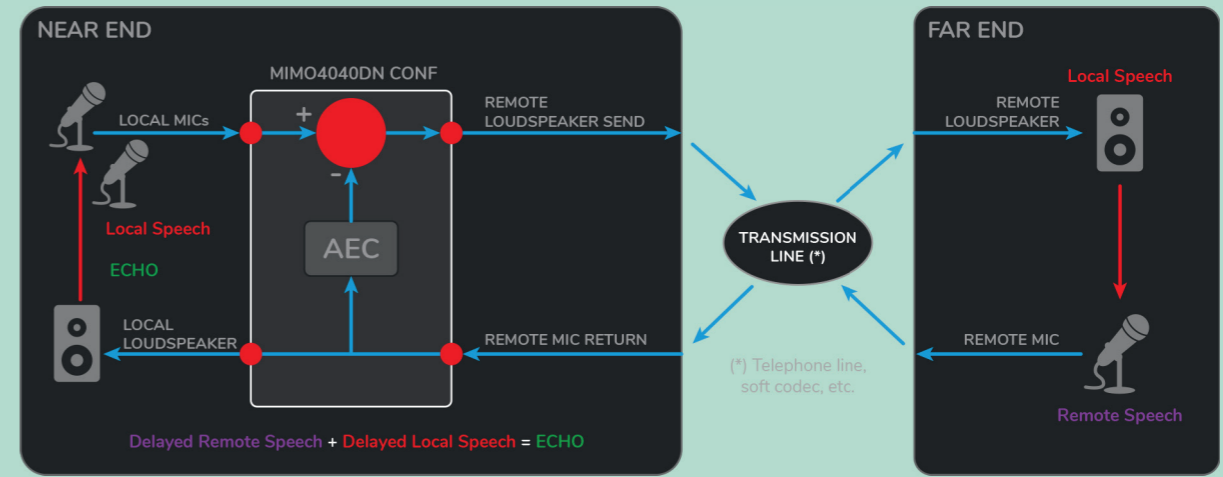 NEAR END
MIMO4040DN CONF
LOCAL MICs
+
-
REMOTE
LOUDSPEAKER SEND
Local Speech
ECHO
AEC
LOCAL
LOUDSPEAKER
REMOTE MIC RETURN
Delayed Remote Speech + Delayed Local Speech = ECHO
TRANSMISSION
LINE (*)
(*) Telephone line,
soft codec, etc.
FAR END
Local Speech
REMOTE
LOUDSPEAKER
REMOTE MIC
Remote Speech